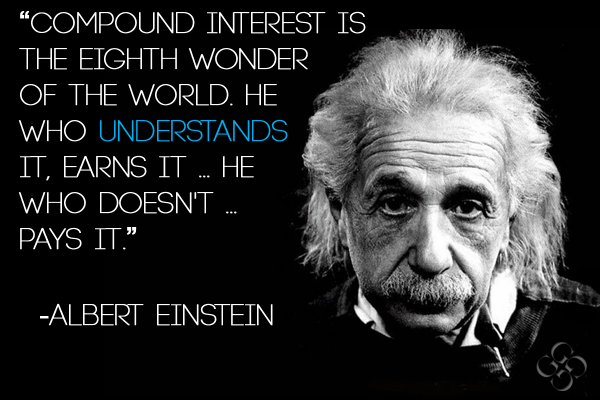 “COMPOUND INTEREST IS
THE EIGHTH WONDER
OF THE WORLD. HE
WHO UNDERSTANDS
IT, EARNS IT ... HE
WHO DOESN'T ...
PAYS IT.”
-ALBERT EINSTEIN